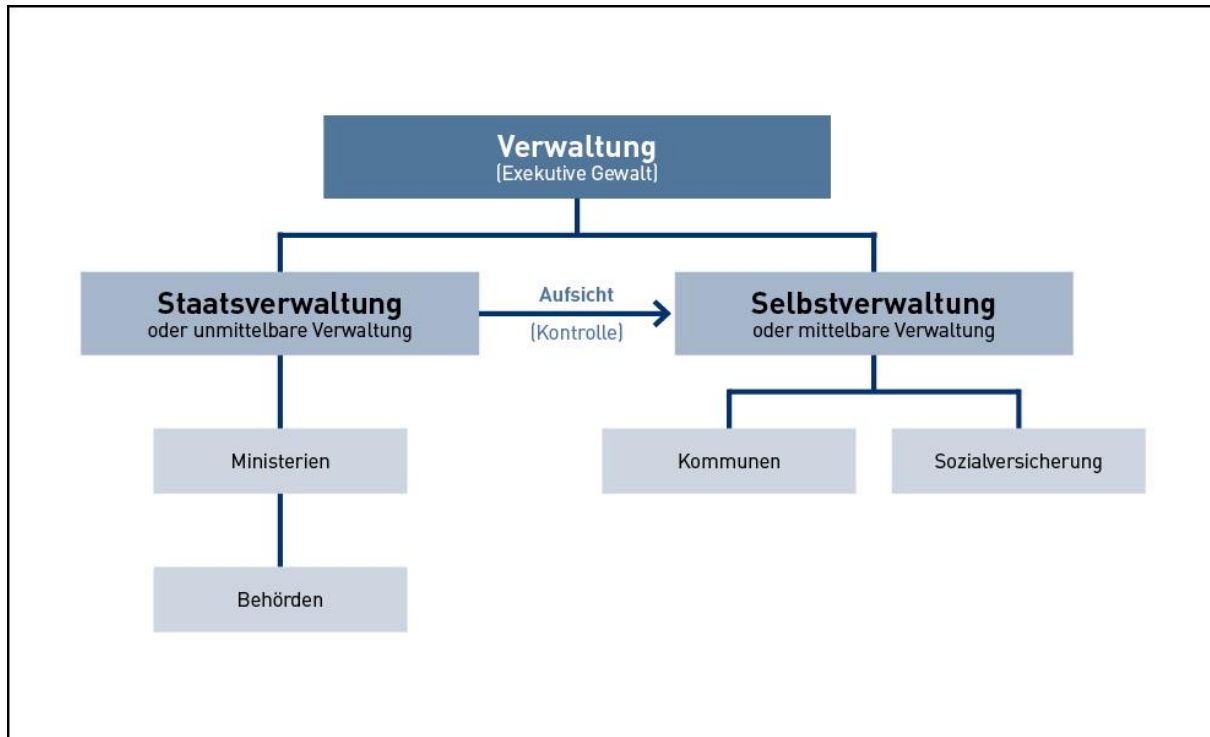 Verwaltung
(Exekutive Gewalt)
Staatsverwaltung
oder unmittelbare Verwaltung
Aufsicht
(Kontrolle)
Selbstverwaltung
oder mittelbare Verwaltung
Ministerien
Kommunen
Sozialversicherung
Behörden